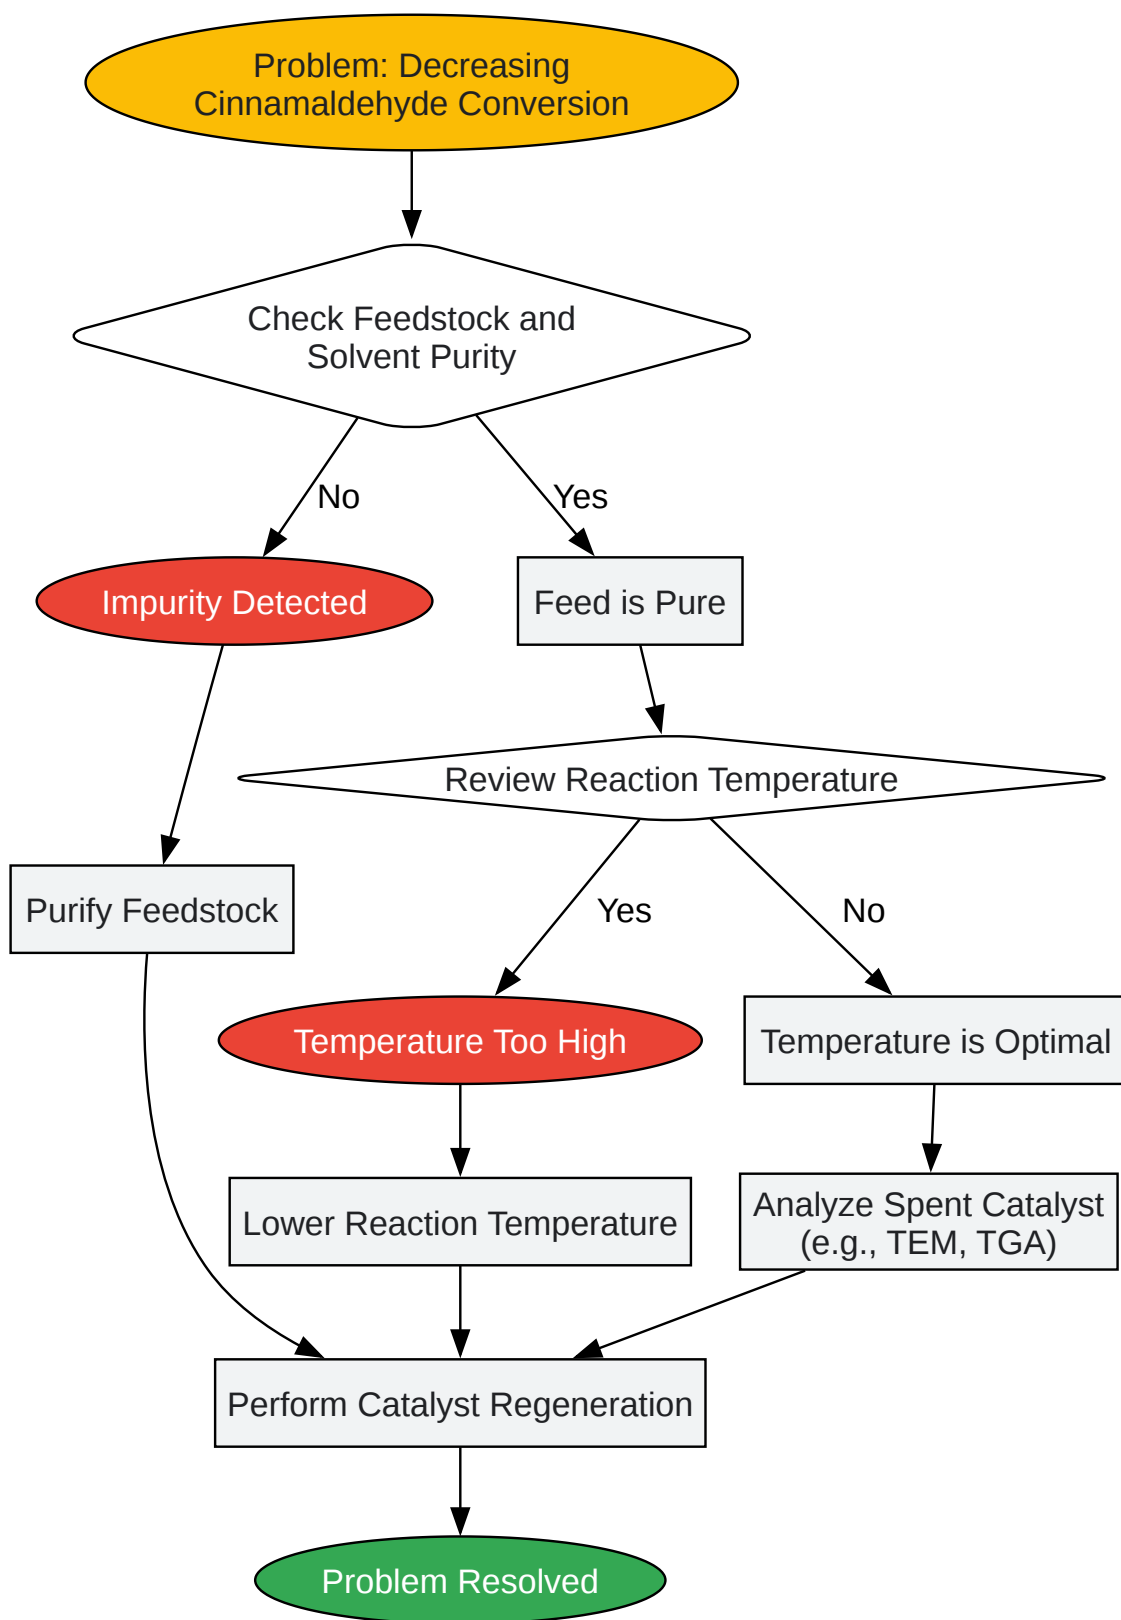 Problem: Decreasing
Cinnamaldehyde Conversion
Check Feedstock and
Solvent Purity
No
Yes
Impurity Detected
Feed is Pure
Review Reaction Temperature
Purify Feedstock
Yes
No
Temperature Too High
Temperature is Optimal
Lower Reaction Temperature
Analyze Spent Catalyst
(e.g., TEM, TGA)
Perform Catalyst Regeneration
Problem Resolved